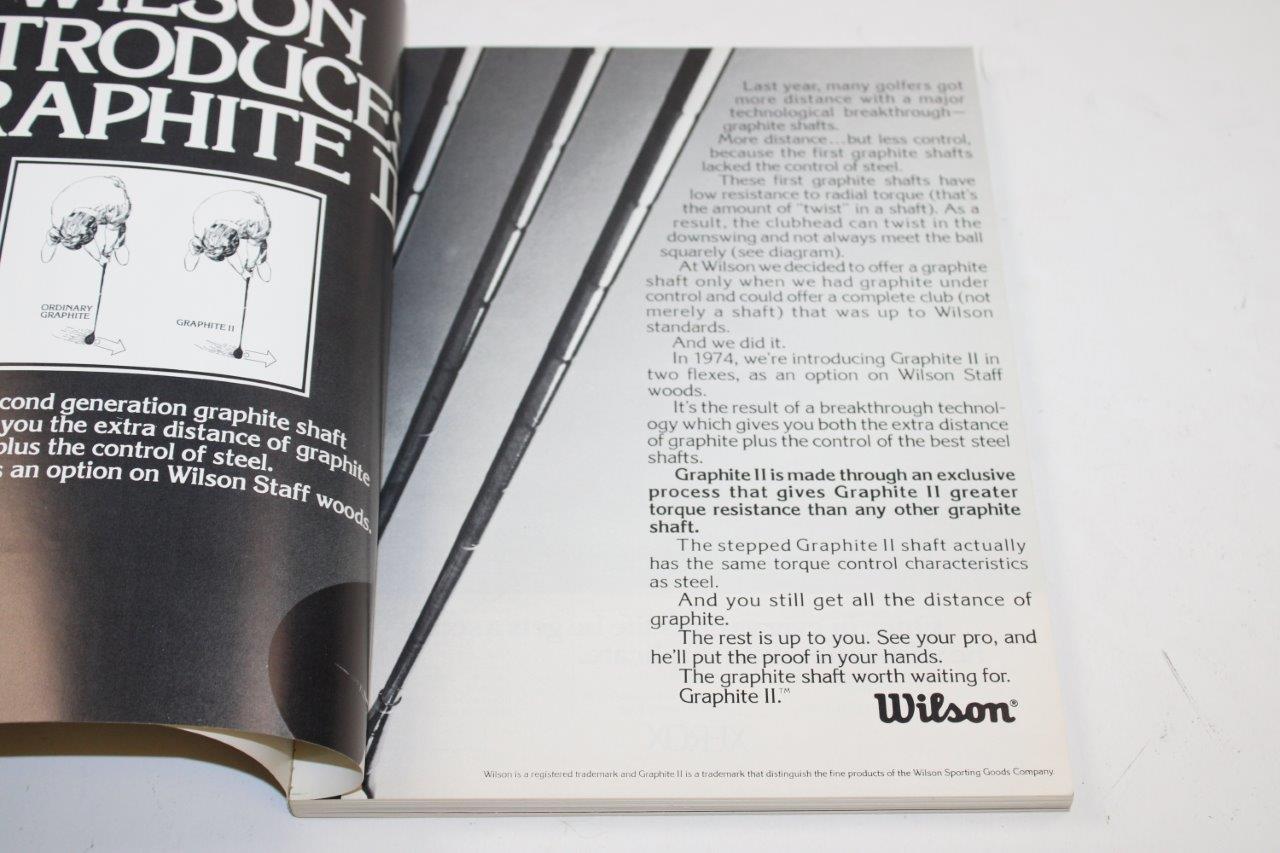 WILSON
TRODUCES
RAPHITE II
ORDINARY
GRAPHITE
GRAPHITE II
cond generation graphite shaft
you the extra distance of graphite
plus the control of steel.
s an option on Wilson Staff woods.
Last year, many golfers got
more distance with a major
technological breakthrough—
graphite shafts.
More distance...but less control,
because the first graphite shafts
lacked the control of steel.
These first graphite shafts have
low resistance to radial torque (that's
the amount of "twist" in a shaft). As a
result, the clubhead can twist in the
downswing and not always meet the ball
squarely (see diagram).
At Wilson we decided to offer a graphite
shaft only when we had graphite under
control and could offer a complete club (not
merely a shaft) that was up to Wilson
standards.
And we did it.
In 1974, we're introducing Graphite II in
two flexes, as an option on Wilson Staff
woods.
It's the result of a breakthrough technol-
ogy which gives you both the extra distance
of graphite plus the control of the best steel
shafts.
Graphite II is made through an exclusive
process that gives Graphite II greater
torque resistance than any other graphite
shaft.
The stepped Graphite II shaft actually
has the same torque control characteristics
as steel.
And you still get all the distance of
graphite.
The rest is up to you. See your pro, and
he'll put the proof in your hands.
The graphite shaft worth waiting for.
Graphite II.™
Wilson®
Wilson is a registered trademark and Graphite II is a trademark that distinguish the fine products of the Wilson Sporting Goods Company.